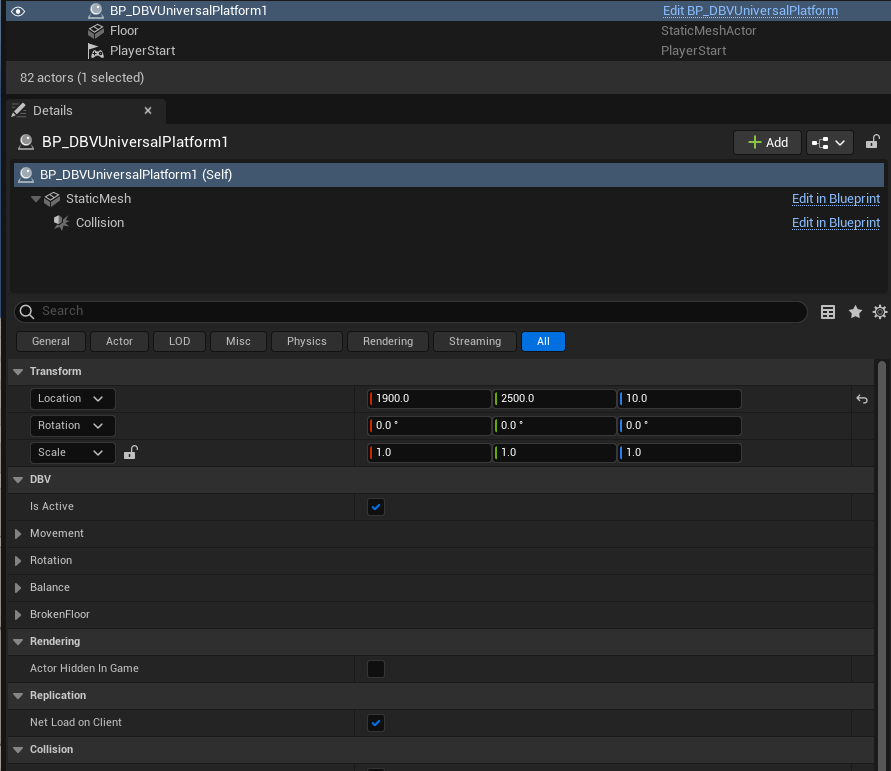 BP_DBVUniversalPlatform1 Edit BP_DBVUniversalPlatform
Floor StaticMeshActor
PlayerStart PlayerStart
82 actors (1 selected)
Details
BP_DBVUniversalPlatform1 Add
BP_DBVUniversalPlatform1 (Self)
StaticMesh Edit in Blueprint
Collision Edit in Blueprint
Search
General Actor LOD Misc Physics Rendering Streaming All
Transform
Location 1900.0 2500.0 10.0
Rotation 0.0 ° 0.0 ° 0.0 °
Scale 1.0 1.0 1.0
DBV
Is Active
Movement
Rotation
Balance
BrokenFloor
Rendering
Actor Hidden In Game
Replication
Net Load on Client
Collision